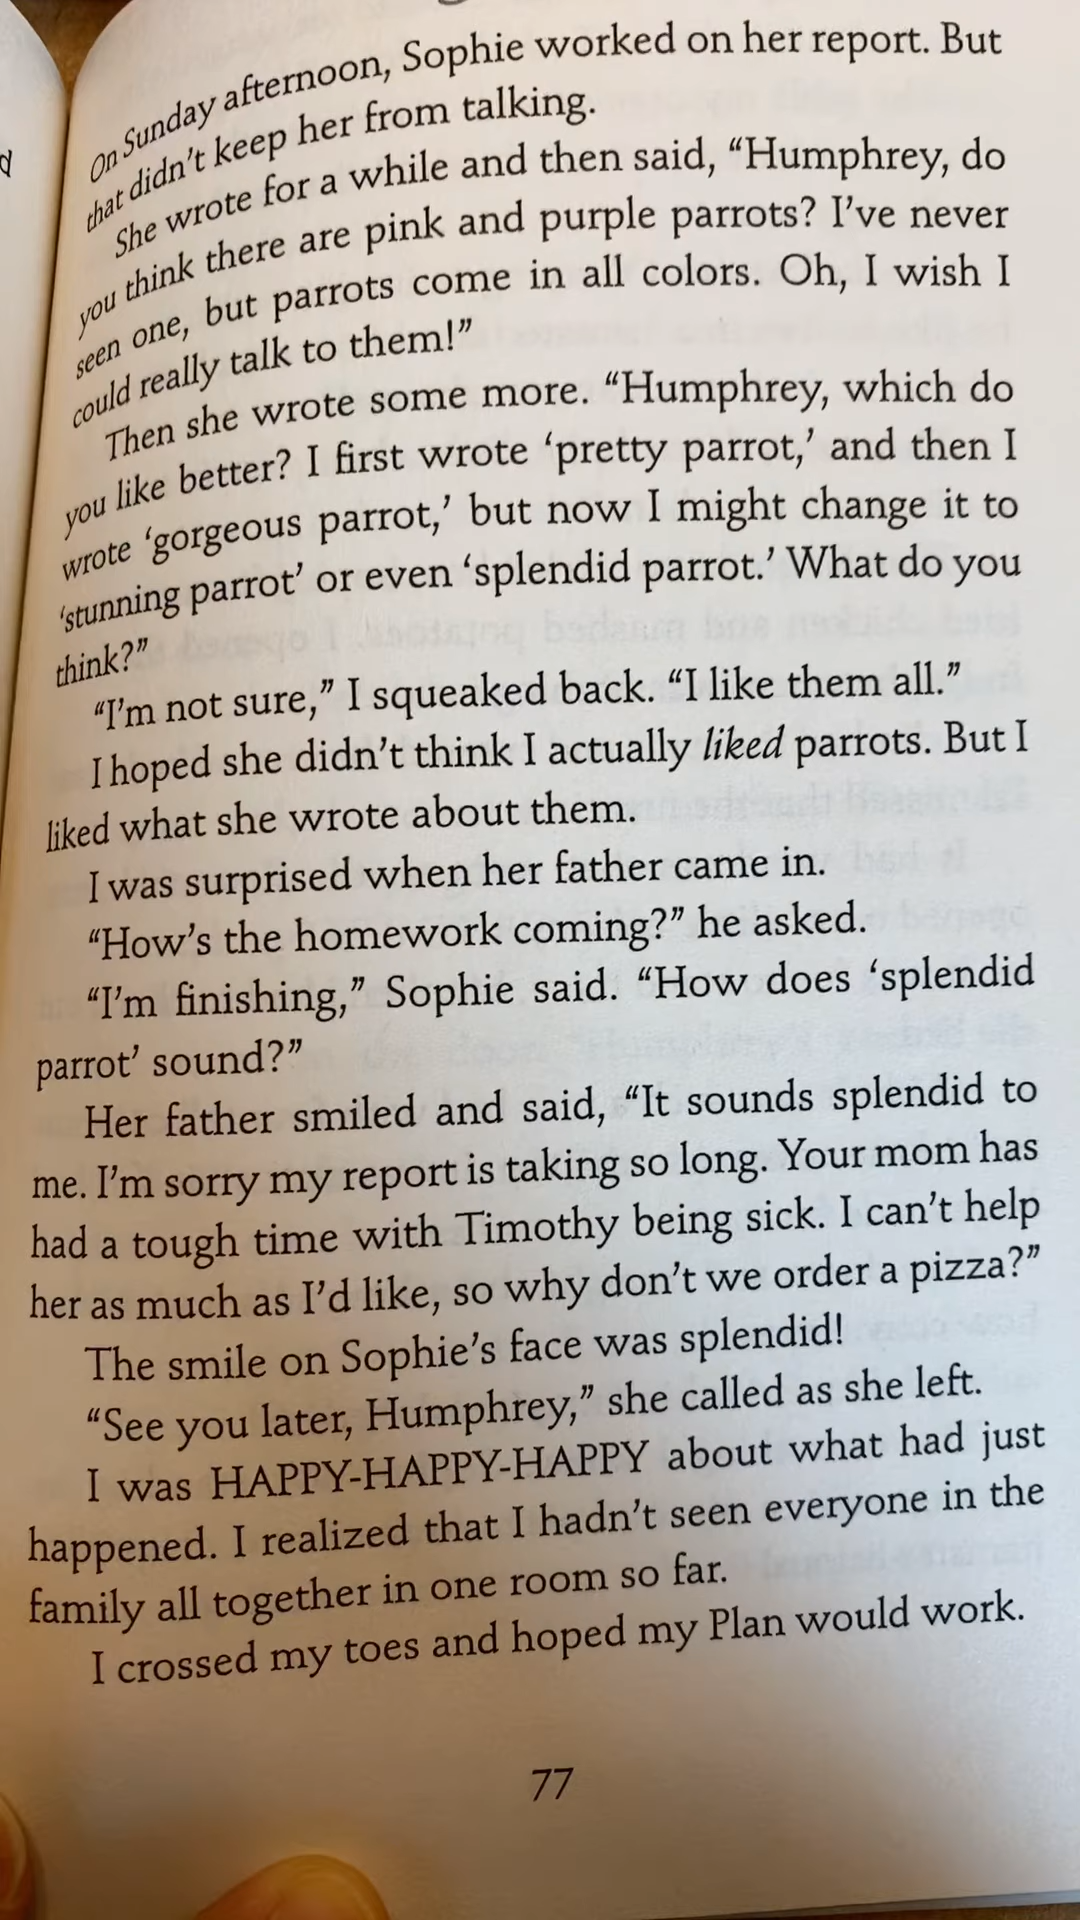 On Sunday afternoon, Sophie worked on her report. But
that didn't keep her from talking.
She wrote for a while and then said, “Humphrey, do
you think there are pink and purple parrots? I've never
seen one, but parrots come in all colors. Oh, I wish I
could really talk to them!”
Then she wrote some more. “Humphrey, which do
you like better? I first wrote ‘pretty parrot,’ and then I
wrote ‘gorgeous parrot,’ but now I might change it to
‘stunning parrot’ or even ‘splendid parrot.’ What do you
think?”
“I'm not sure,” I squeaked back. “I like them all.”
I hoped she didn't think I actually liked parrots. But I
liked what she wrote about them.
I was surprised when her father came in.
“How's the homework coming?” he asked.
“I'm finishing,” Sophie said. “How does ‘splendid
parrot’ sound?”
Her father smiled and said, “It sounds splendid to
me. I'm sorry my report is taking so long. Your mom has
had a tough time with Timothy being sick. I can't help
her as much as I'd like, so why don't we order a pizza?”
The smile on Sophie's face was splendid!
“See you later, Humphrey,” she called as she left.
I was HAPPY-HAPPY-HAPPY about what had just
happened. I realized that I hadn't seen everyone in the
family all together in one room so far.
I crossed my toes and hoped my Plan would work.
77